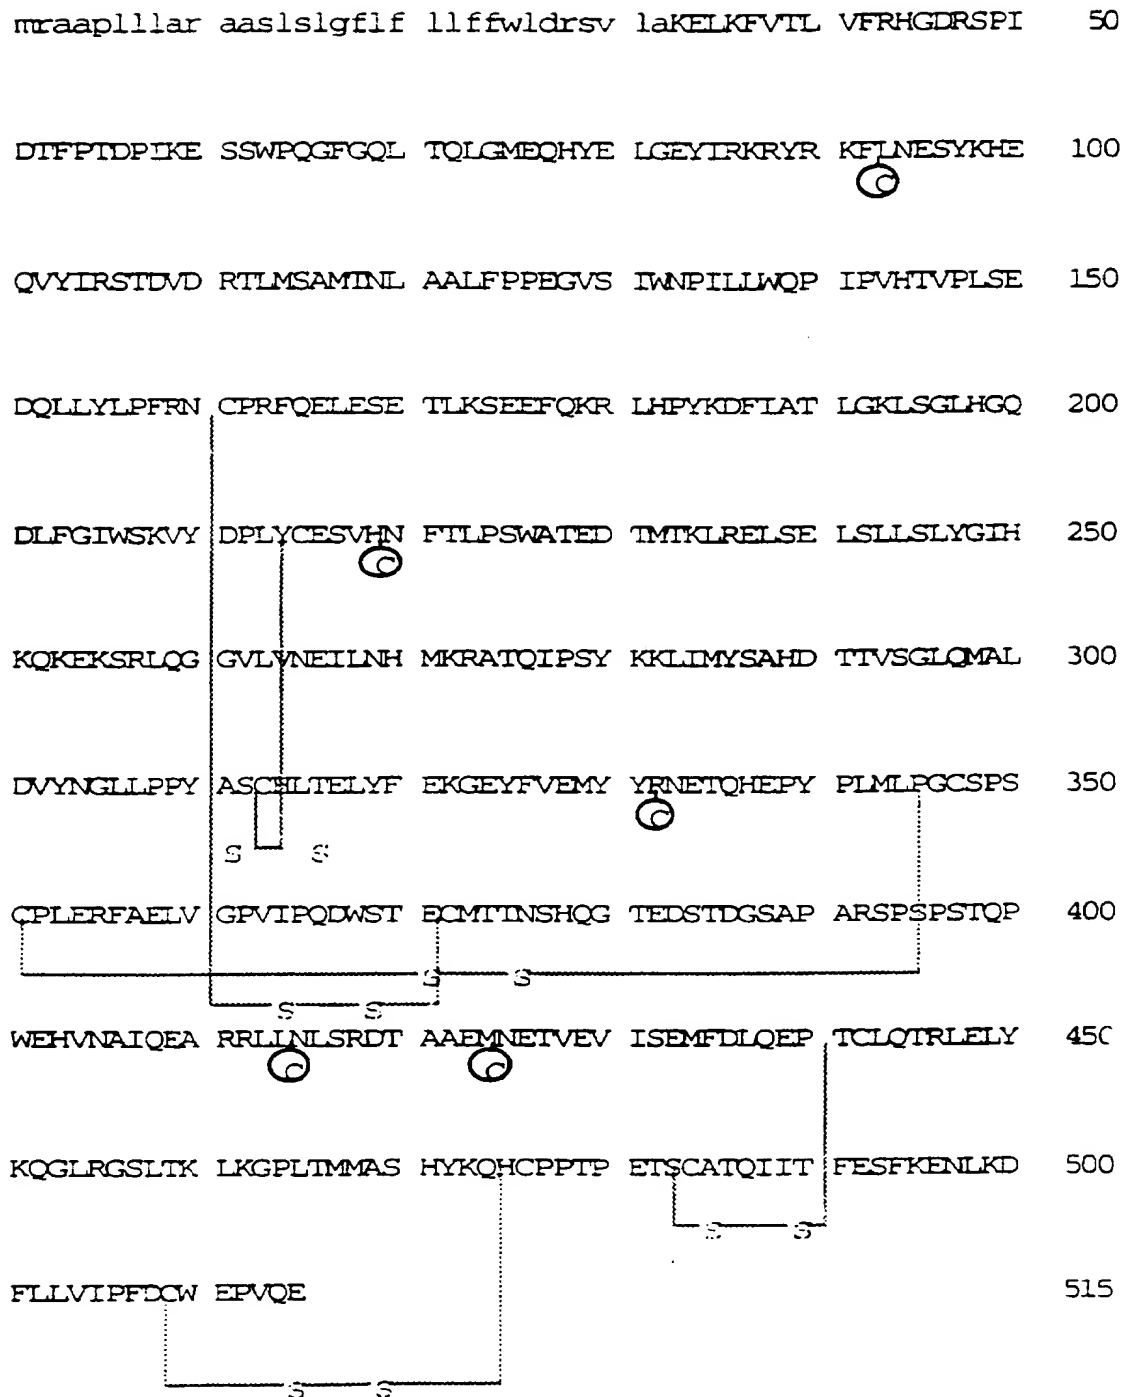 mraaplllar aaslslgflf llffwldrsv laKELKFVTL VFRHGDRSPI 50
DTFPTDPIKE SSWPQGFGQL TQLGMEQHYE LGEYIRKRYR KFLNESYKHE 100
C
QVYIRSTDVD RTLMSAMTNL AALFPPEGVS IWNPILLWQP IPVHTVPLSE 150
DQLLYLPFRN CPRFQELESE TLKSEEFQKR LHPYKDFIAT LGKLSGLHGQ 200
DLFGIWSKVY DPLYCESVHN FTLPSWATED TMTKLRELSE LSLLSLYGIH 250
C
KQKEKSRLQG GVLVNEILNH MKRATQIPSY KKLIMYSAHD TTVSGLQMAL 300
DVYNGLLPPY ASCHLTELYF EKGEYFVEMY YRNETQHEPY PLMLPGCSPS 350
C
S S
CPLERFAELV GPVIPQDWST ECMTTNSHQG TEDSTDGSAP ARSPSPSTQP 400
S S
S S
WEHVNAIQEA RRLLNLSRDT AAEMNETVEV ISEMFDLQEP TCLQTRLELY 450
C C
KQGLRGSLTK LKGPLTMMAS HYKQHCPPTP ETSCATQIIT FESFKENLKD 500
S S
FLLVIPFDCW EPVQE 515
S S